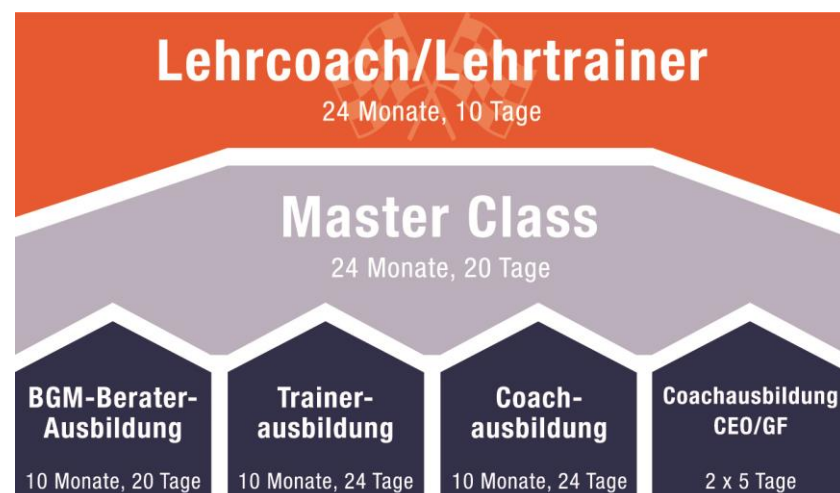 Lehrcoach/Lehrtrainer
24 Monate, 10 Tage
Master Class
24 Monate, 20 Tage
BGM-Berater-
Ausbildung
10 Monate, 20 Tage
Trainer-
ausbildung
10 Monate, 24 Tage
Coach-
ausbildung
10 Monate, 24 Tage
Coachausbildung
CEO/GF
2 x 5 Tage